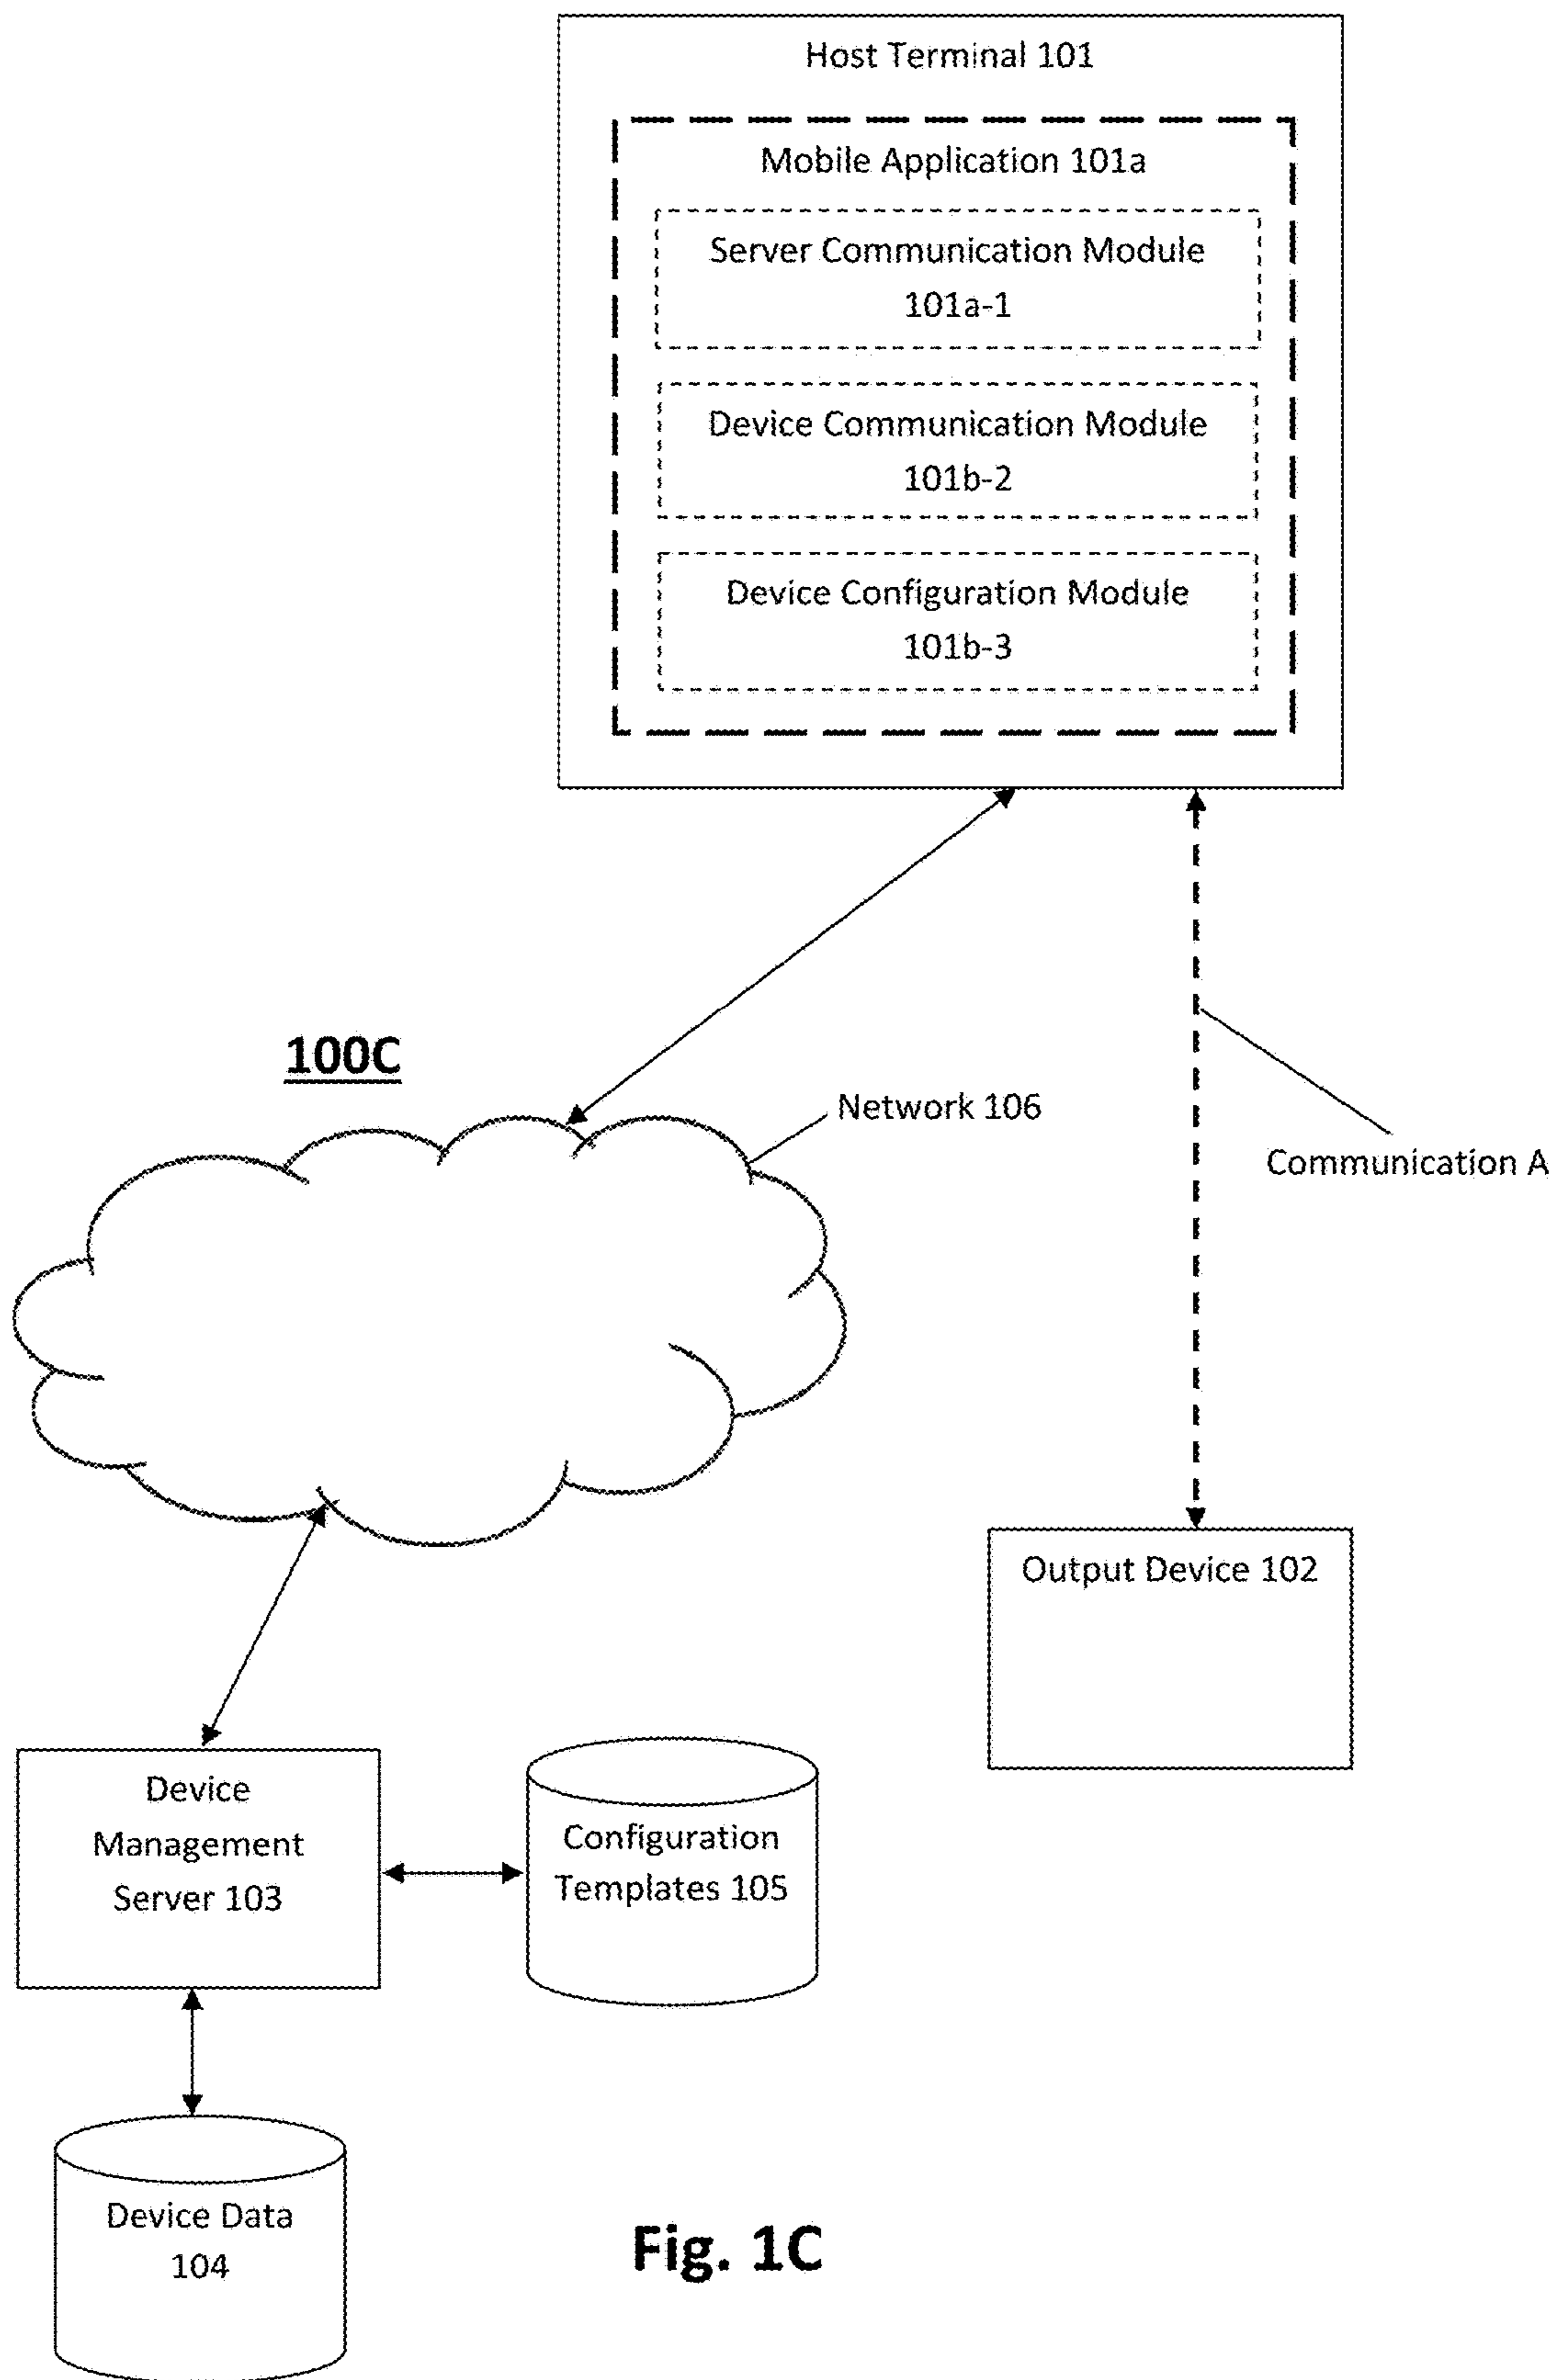 Host Terminal 101
Mobile Application 101a
Server Communication Module
101a-1
Device Communication Module
101b-2
Device Configuration Module
101b-3
100C
Network 106
Communication A
Output Device 102
Device
Management
Server 103
Configuration
Templates 105
Device Data
104
Fig. 1C